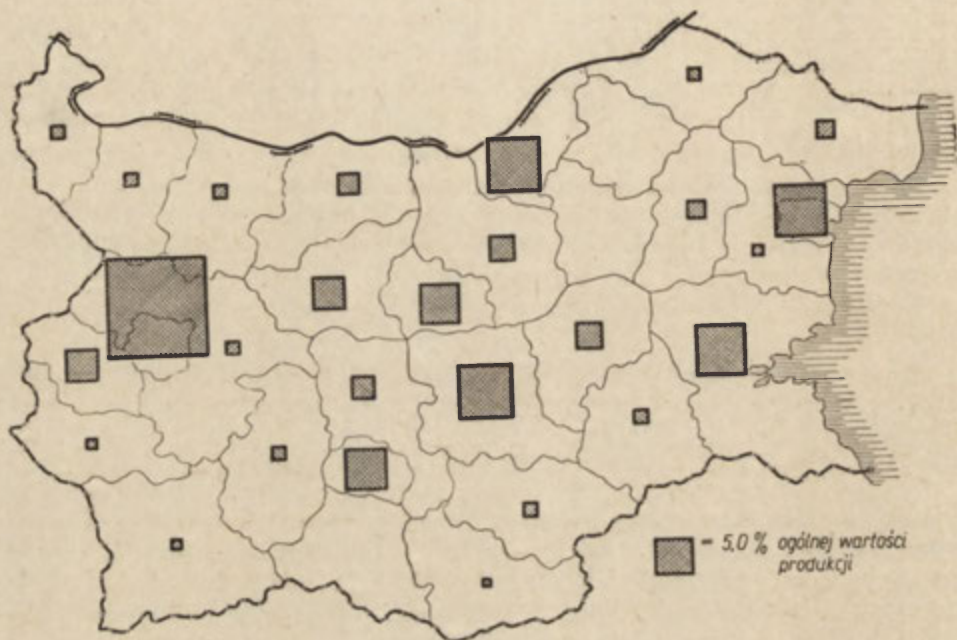 = 5,0 % ogólnej wartości
produkcji